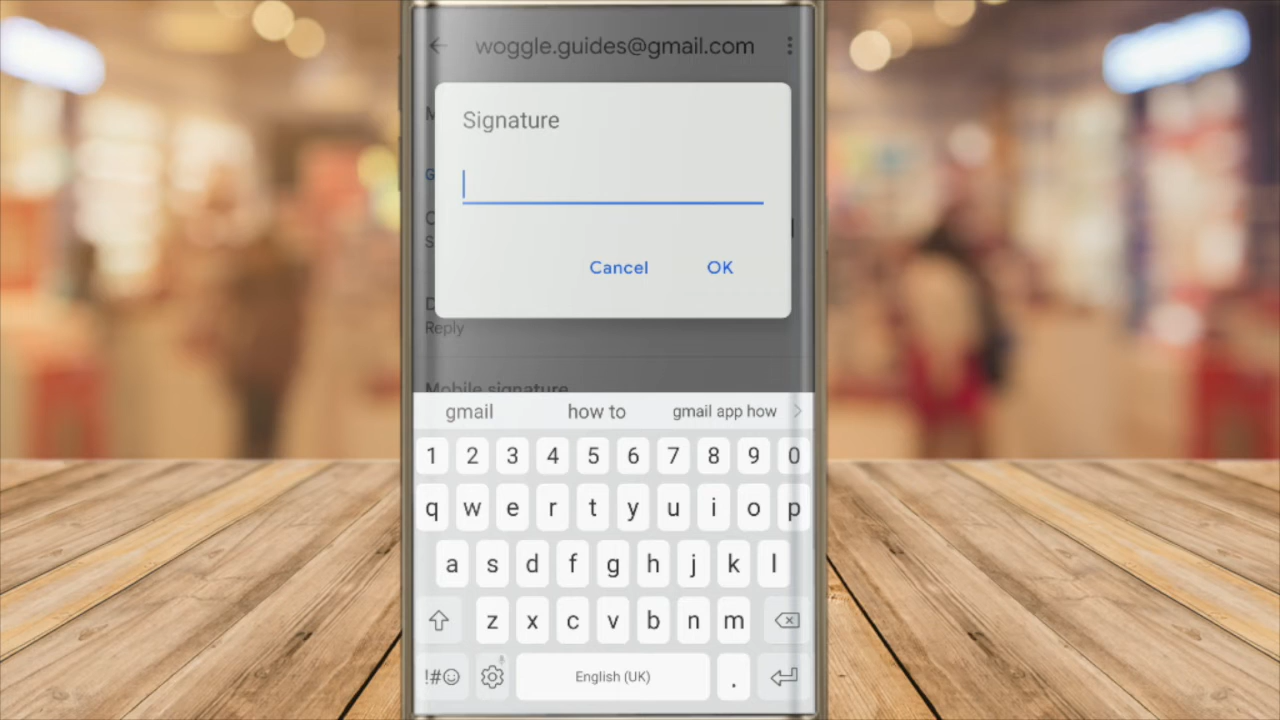 woggle.guides@gmail.com
Signature
Cancel
OK
Reply
Mobile signature
gmail
how to
gmail app how
1 2 3 4 5 6 7 8 9 0
q w e r t y u i o p
a s d f g h j k l
z x c v b n m
!#☺
English (UK)
.